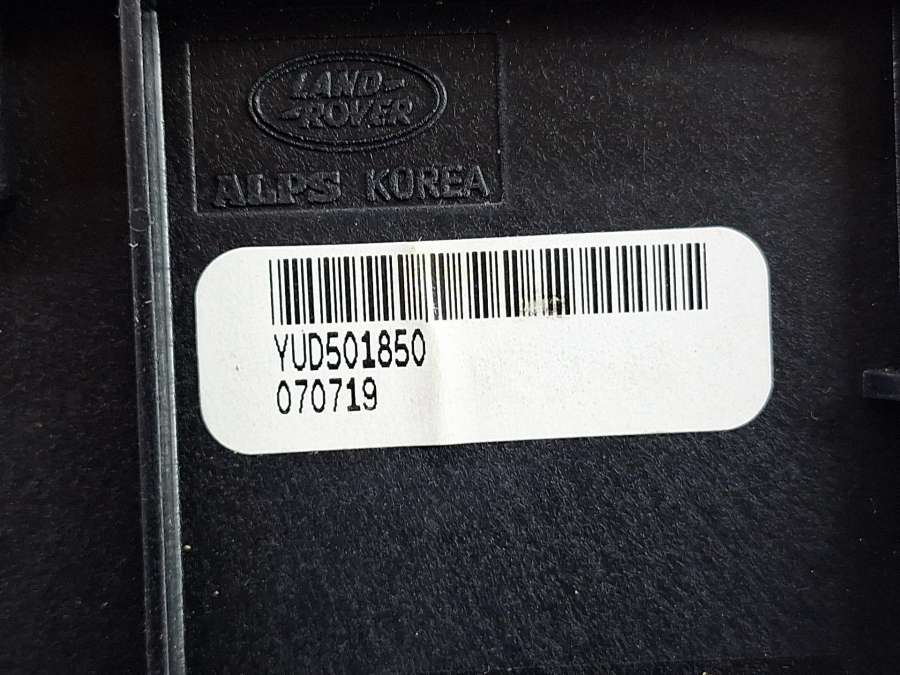 LAND
ROVER
ALPS KOREA
YUD501850
070719